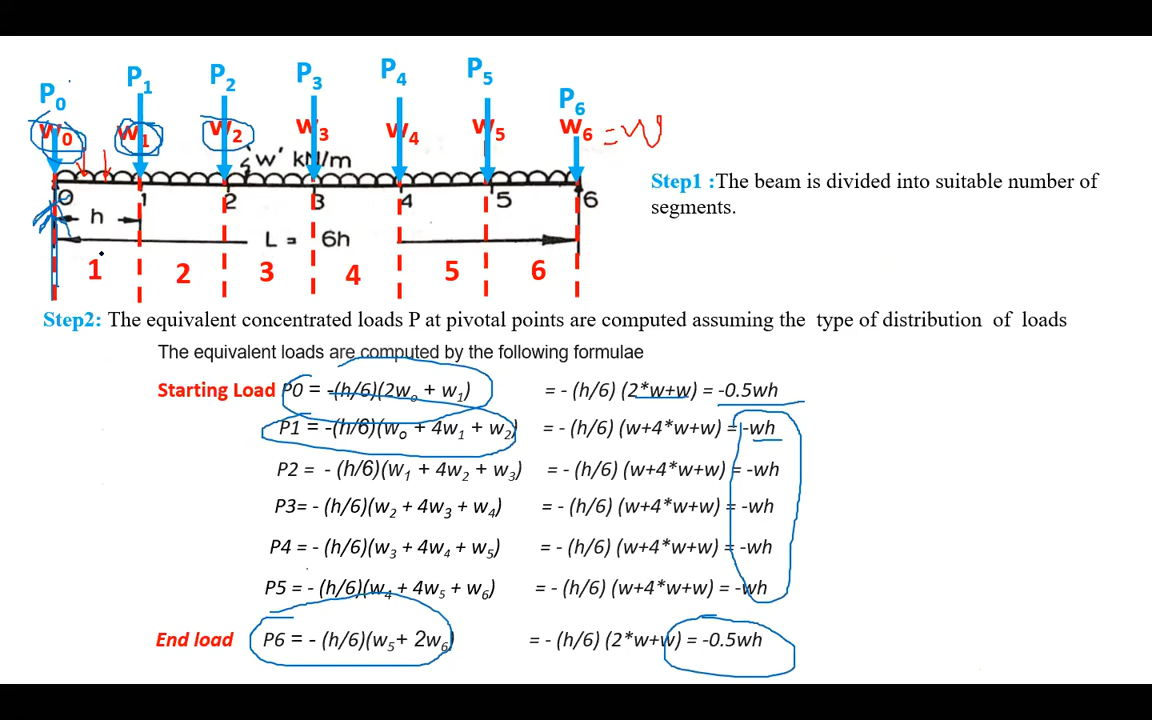 P0 P1 P2 P3 P4 P5 P6
w0 w1 w2 w3 w4 w5 w6 = w
w' kN/m
0 1 2 3 4 5 6
h
L = 6h
1 2 3 4 5 6
Step1 :The beam is divided into suitable number of
segments.
Step2: The equivalent concentrated loads P at pivotal points are computed assuming the type of distribution of loads
The equivalent loads are computed by the following formulae
Starting Load P0 = -(h/6)(2wo + w1) = - (h/6) (2*w+w) = -0.5wh
P1 = -(h/6)(wo + 4w1 + w2) = - (h/6) (w+4*w+w) = -wh
P2 = - (h/6)(w1 + 4w2 + w3) = - (h/6) (w+4*w+w) = -wh
P3= - (h/6)(w2 + 4w3 + w4) = - (h/6) (w+4*w+w) = -wh
P4 = - (h/6)(w3 + 4w4 + w5) = - (h/6) (w+4*w+w) = -wh
P5 = - (h/6)(w4 + 4w5 + w6) = - (h/6) (w+4*w+w) = -wh
End load P6 = - (h/6)(w5+ 2w6) = - (h/6) (2*w+w) = -0.5wh